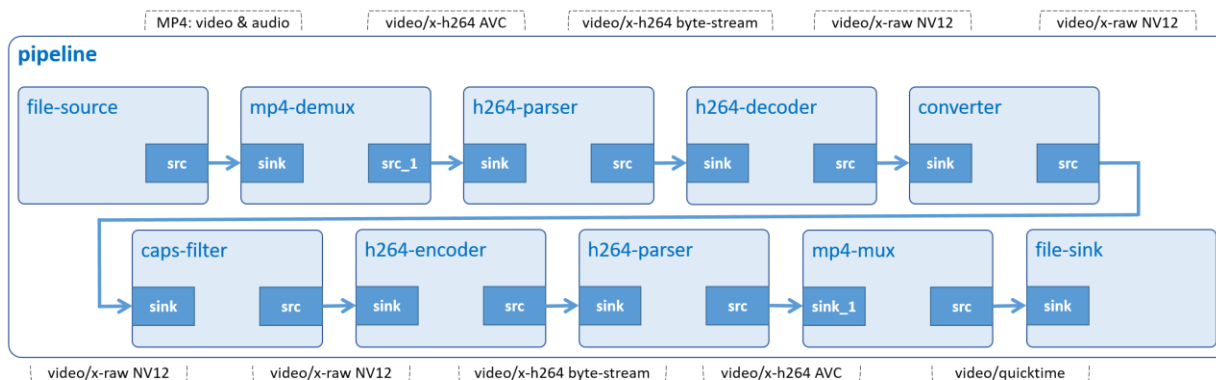 MP4: video & audio
video/x-h264 AVC
video/x-h264 byte-stream
video/x-raw NV12
video/x-raw NV12
pipeline
file-source
mp4-demux
h264-parser
h264-decoder
converter
src
sink
src_1
sink
src
sink
src
sink
src
caps-filter
h264-encoder
h264-parser
mp4-mux
file-sink
sink
src
sink
src
sink
src
sink_1
src
sink
video/x-raw NV12
video/x-raw NV12
video/x-h264 byte-stream
video/x-h264 AVC
video/quicktime